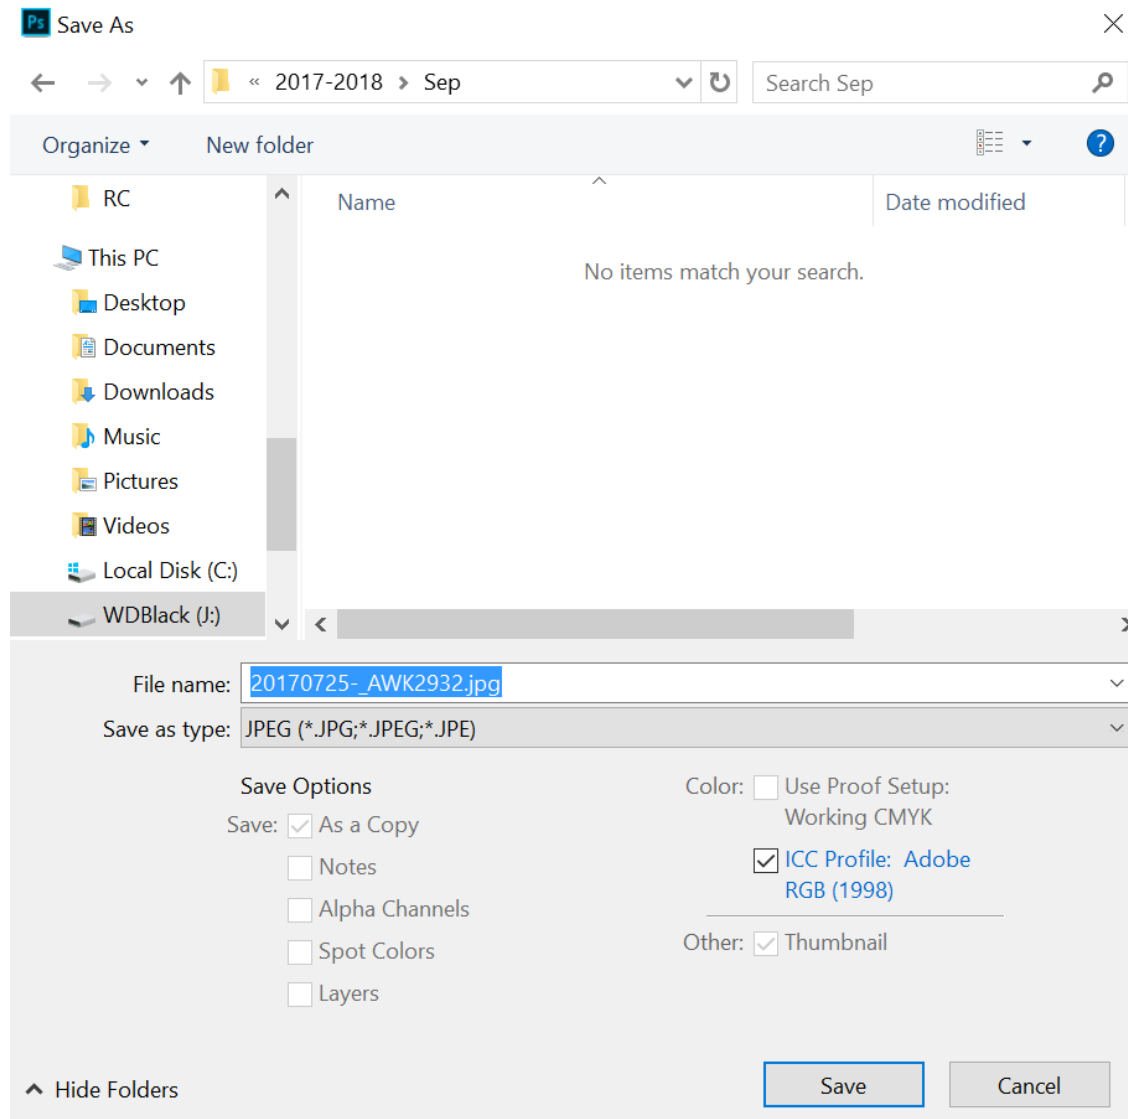 Ps Save As
« 2017-2018 > Sep
Search Sep
Organize
New folder
?
RC
This PC
Desktop
Documents
Downloads
Music
Pictures
Videos
Local Disk (C:)
WDBlack (J:)
Name
Date modified
No items match your search.
File name: 20170725-_AWK2932.jpg
Save as type: JPEG (*.JPG;*.JPEG;*.JPE)
Save Options
Save: As a Copy
Notes
Alpha Channels
Spot Colors
Layers
Color: Use Proof Setup:
Working CMYK
ICC Profile: Adobe
RGB (1998)
Other: Thumbnail
Hide Folders
Save
Cancel